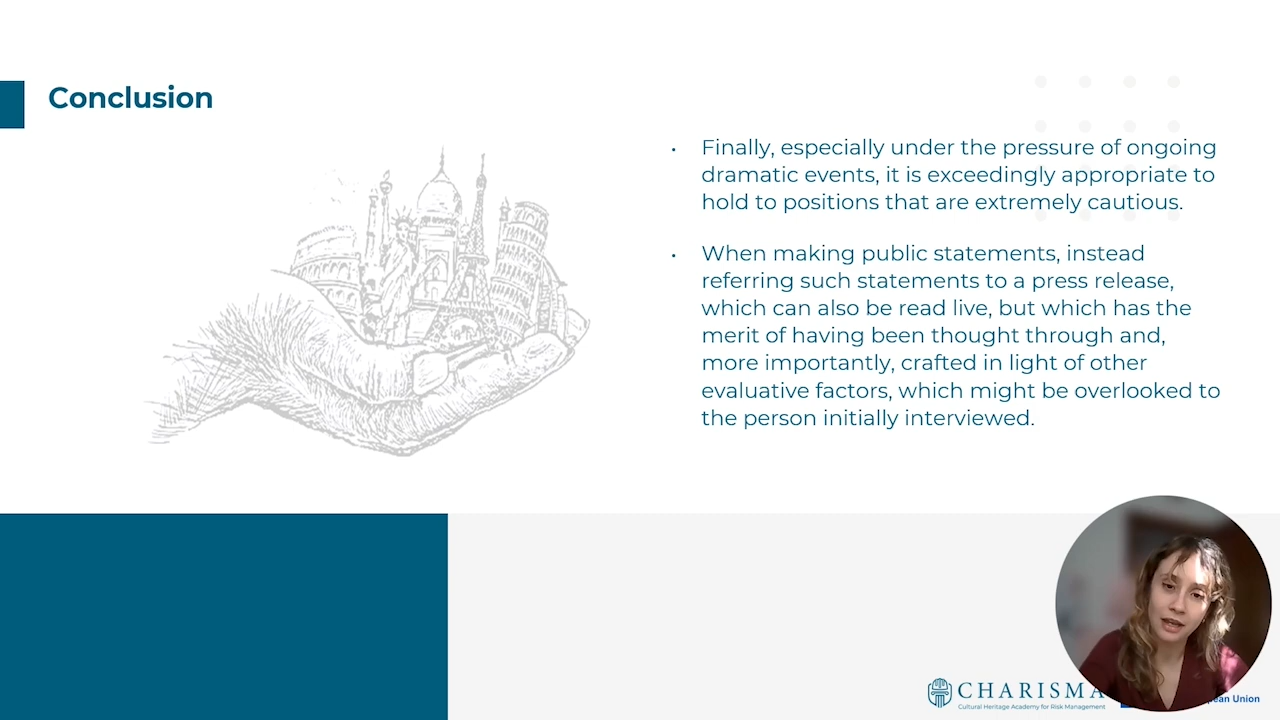 Conclusion
• Finally, especially under the pressure of ongoing
dramatic events, it is exceedingly appropriate to
hold to positions that are extremely cautious.
• When making public statements, instead
referring such statements to a press release,
which can also be read live, but which has the
merit of having been thought through and,
more importantly, crafted in light of other
evaluative factors, which might be overlooked to
the person initially interviewed.
CHARISMA
Cultural Heritage Academy for Risk Management
Union